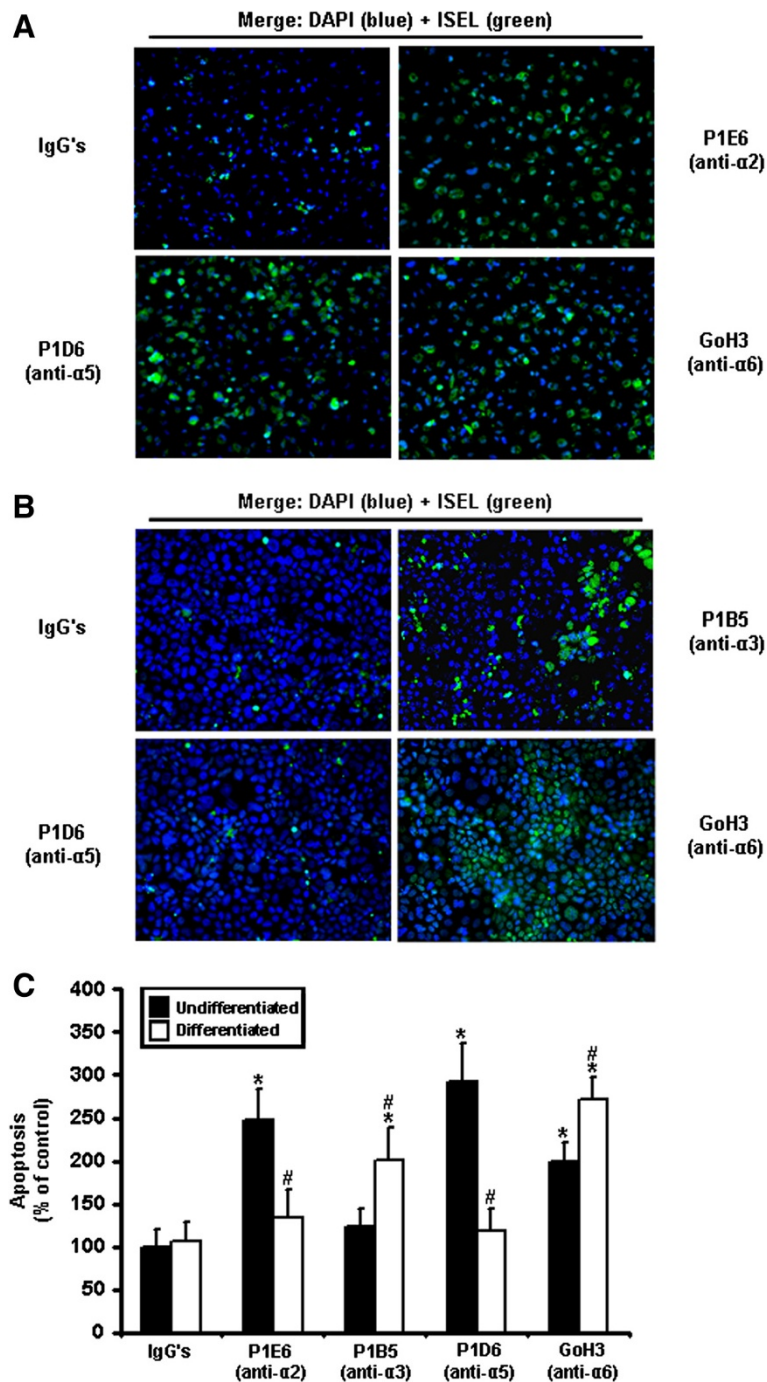 A
Merge: DAPI (blue) + ISEL (green)
IgG's
P1E6
(anti-α2)
P1D6
(anti-α5)
GoH3
(anti-α6)
B
Merge: DAPI (blue) + ISEL (green)
IgG's
P1B5
(anti-α3)
P1D6
(anti-α5)
GoH3
(anti-α6)
C
Apoptosis
(% of control)
400
350
300
250
200
150
100
50
0
Undifferentiated
Differentiated
*
#
#
*
*
#
*
#
*
IgG's
P1E6
(anti-α2)
P1B5
(anti-α3)
P1D6
(anti-α5)
GoH3
(anti-α6)